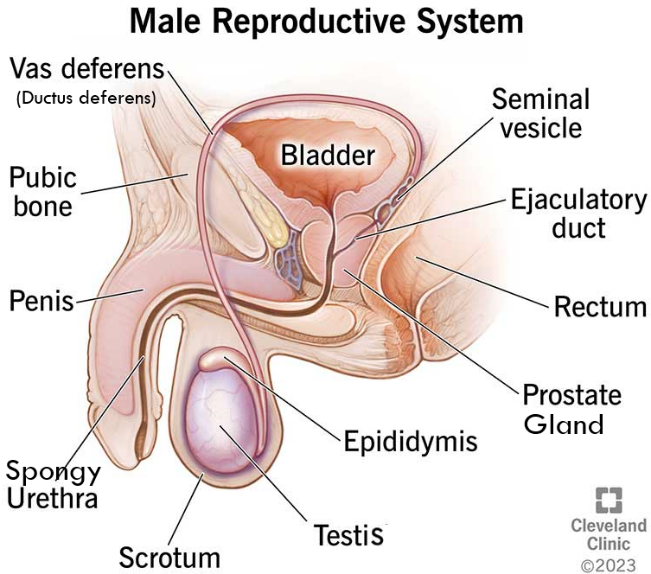 Male Reproductive System
Vas deferens
(Ductus deferens)
Seminal
vesicle
Bladder
Pubic
bone
Ejaculatory
duct
Penis
Rectum
Prostate
Gland
Epididymis
Spongy
Urethra
Testis
Scrotum
Cleveland
Clinic
©2023